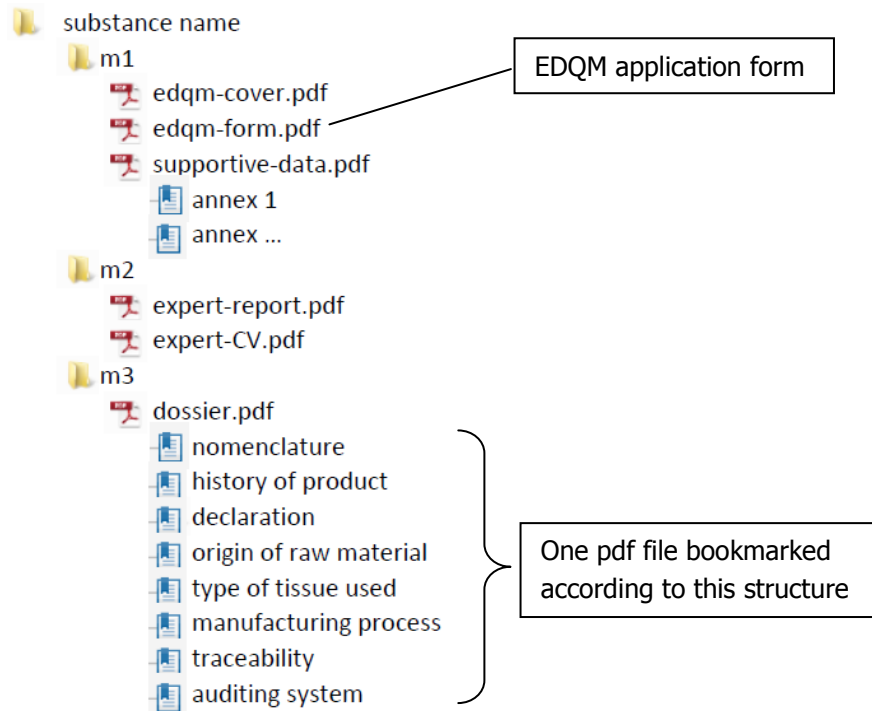 substance name
m1
EDQM application form
edqm-cover.pdf
edqm-form.pdf
supportive-data.pdf
annex 1
annex ...
m2
expert-report.pdf
expert-CV.pdf
m3
dossier.pdf
nomenclature
history of product
declaration
origin of raw material
type of tissue used
manufacturing process
traceability
auditing system
One pdf file bookmarked
according to this structure